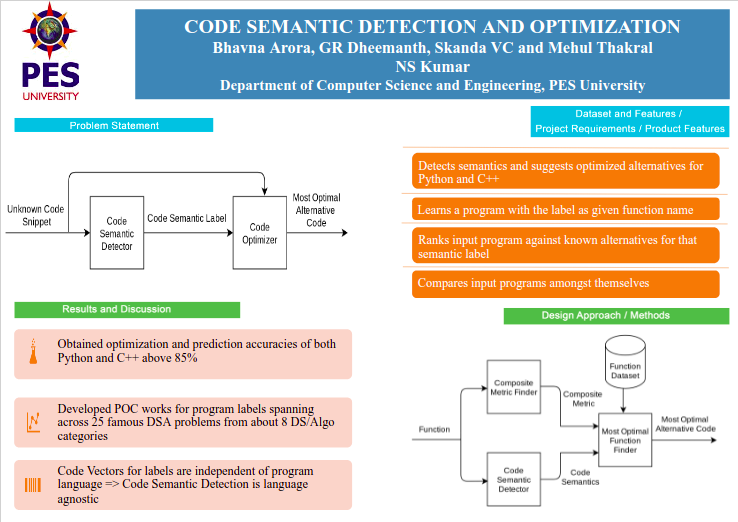 PES
UNIVERSITY
CODE SEMANTIC DETECTION AND OPTIMIZATION
Bhavna Arora, GR Dheemanth, Skanda VC and Mehul Thakral
NS Kumar
Department of Computer Science and Engineering, PES University
Problem Statement
Unknown Code
Snippet
Code
Semantic
Detector
Code Semantic Label
Code
Optimizer
Most Optimal
Alternative
Code
Results and Discussion
Obtained optimization and prediction accuracies of both
Python and C++ above 85%
Developed POC works for program labels spanning
across 25 famous DSA problems from about 8 DS/Algo
categories
Code Vectors for labels are independent of program
language => Code Semantic Detection is language
agnostic
Dataset and Features /
Project Requirements / Product Features
Detects semantics and suggests optimized alternatives for
Python and C++
Learns a program with the label as given function name
Ranks input program against known alternatives for that
semantic label
Compares input programs amongst themselves
Design Approach / Methods
Function
Composite
Metric Finder
Composite
Metric
Function
Dataset
Code
Semantic
Detector
Code
Semantics
Most Optimal
Function
Finder
Most Optimal
Alternative Code